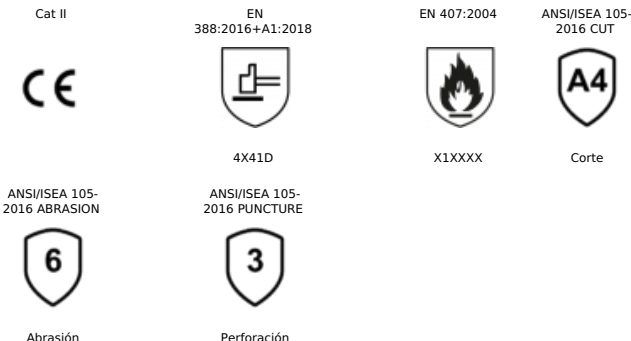 Cat II
EN
388:2016+A1:2018
EN 407:2004
ANSI/ISEA 105-
2016 CUT
CE
A4
4X41D
X1XXXX
Corte
ANSI/ISEA 105-
2016 ABRASION
ANSI/ISEA 105-
2016 PUNCTURE
6
3
Abrasión
Perforación